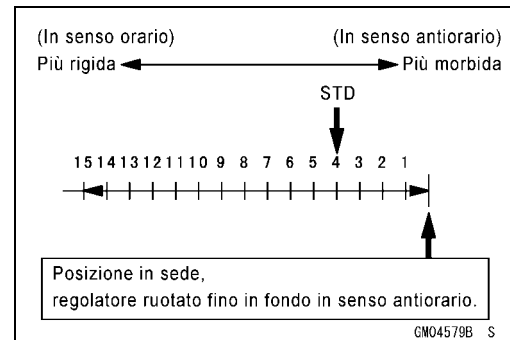 (In senso orario) (In senso antiorario)
Più rigida Più morbida
STD
15 14 13 12 11 10 9 8 7 6 5 4 3 2 1
Posizione in sede,
regolatore ruotato fino in fondo in senso antiorario.
GM04579B S